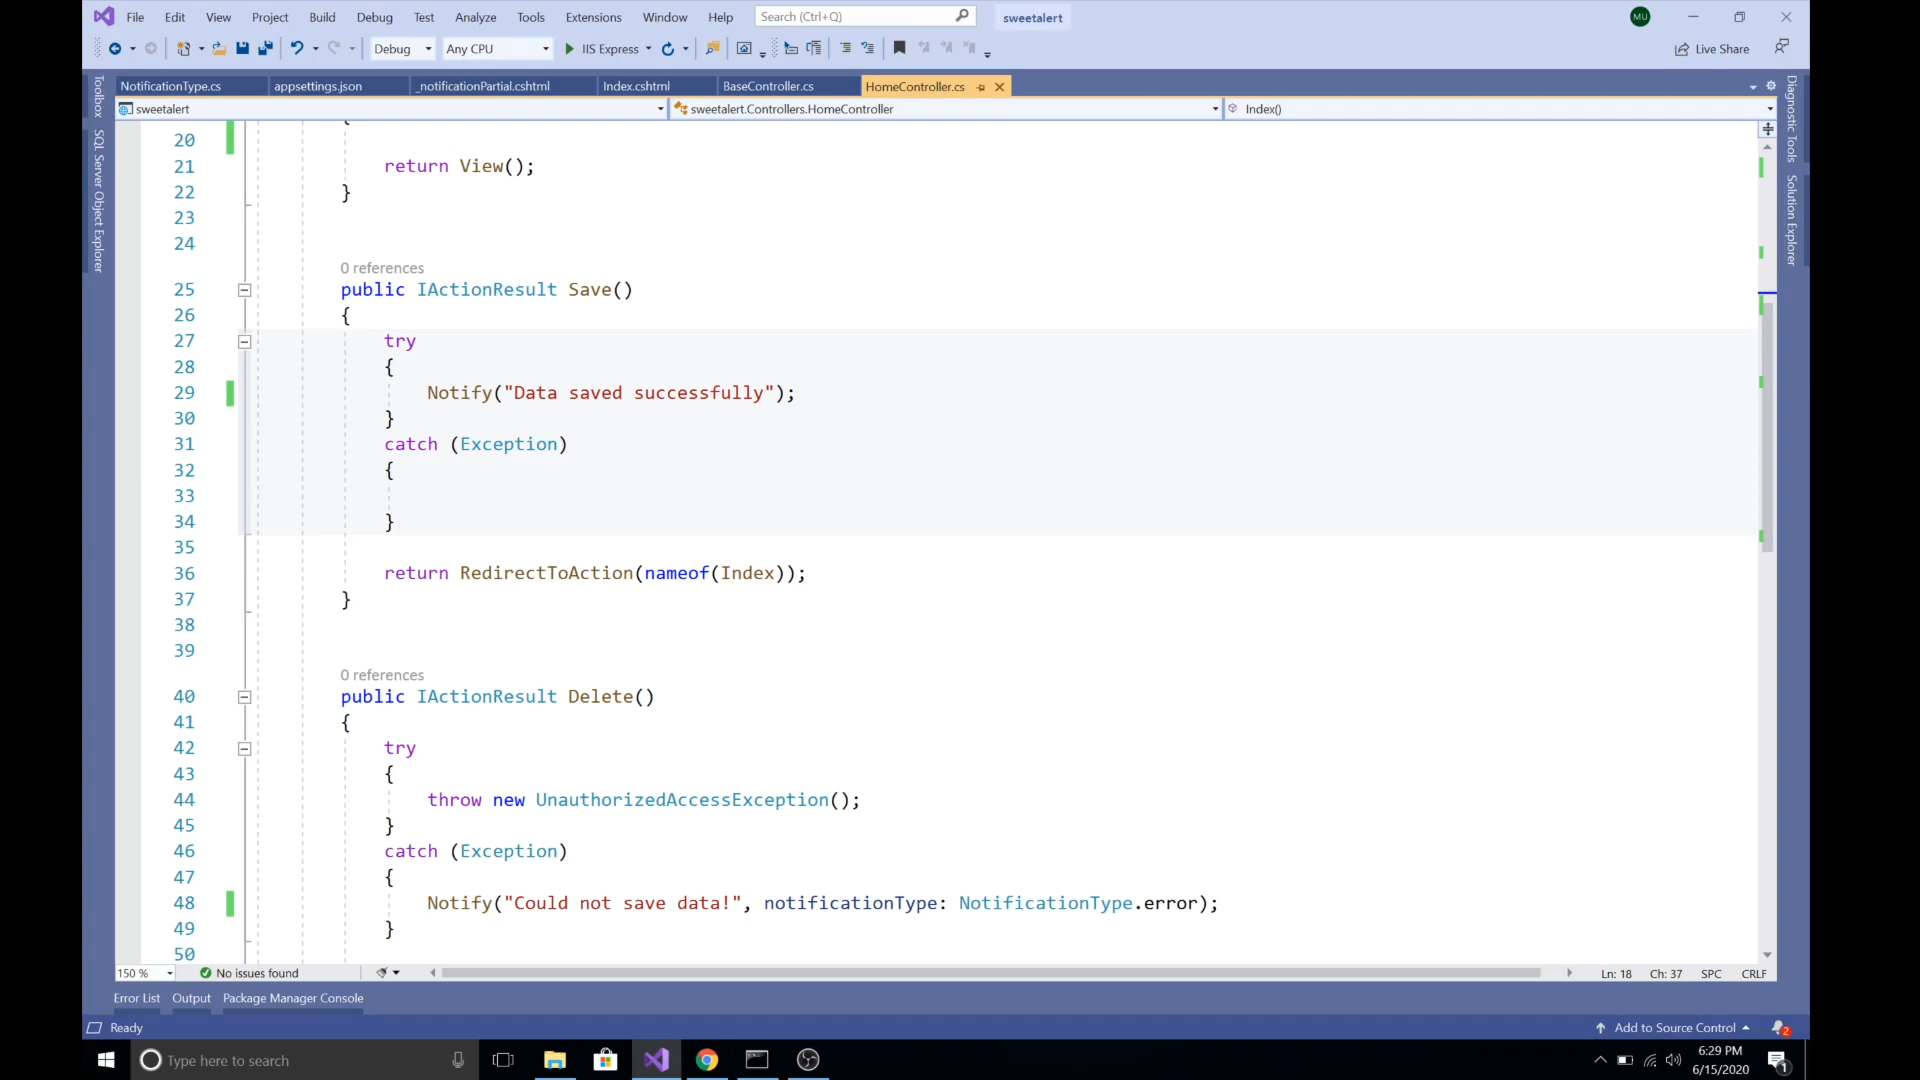 File Edit View Project Build Debug Test Analyze Tools Extensions Window Help Search (Ctrl+Q) sweetalert MU
Debug Any CPU IIS Express Live Share
NotificationType.cs appsettings.json _notificationPartial.cshtml Index.cshtml BaseController.cs HomeController.cs
sweetalert sweetalert.Controllers.HomeController Index()
Toolbox
SQL Server Object Explorer
Diagnostic Tools
Solution Explorer
20 {
21 return View();
22 }
23
24
0 references
25 public IActionResult Save()
26 {
27 try
28 {
29 Notify("Data saved successfully");
30 }
31 catch (Exception)
32 {
33
34 }
35
36 return RedirectToAction(nameof(Index));
37 }
38
39
0 references
40 public IActionResult Delete()
41 {
42 try
43 {
44 throw new UnauthorizedAccessException();
45 }
46 catch (Exception)
47 {
48 Notify("Could not save data!", notificationType: NotificationType.error);
49 }
50
150 % No issues found Ln: 18 Ch: 37 SPC CRLF
Error List Output Package Manager Console
Ready Add to Source Control 2
Type here to search 6:29 PM
6/15/2020 1